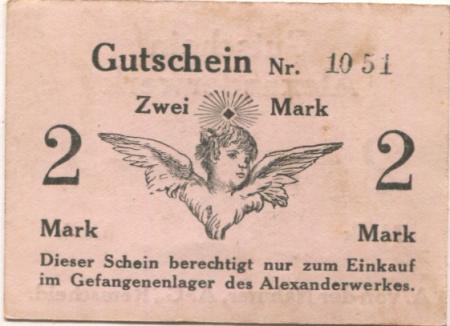 Gutschein Nr. 1051
Zwei Mark
2 2
Mark Mark
Dieser Schein berechtigt nur zum Einkauf
im Gefangenenlager des Alexanderwerkes.